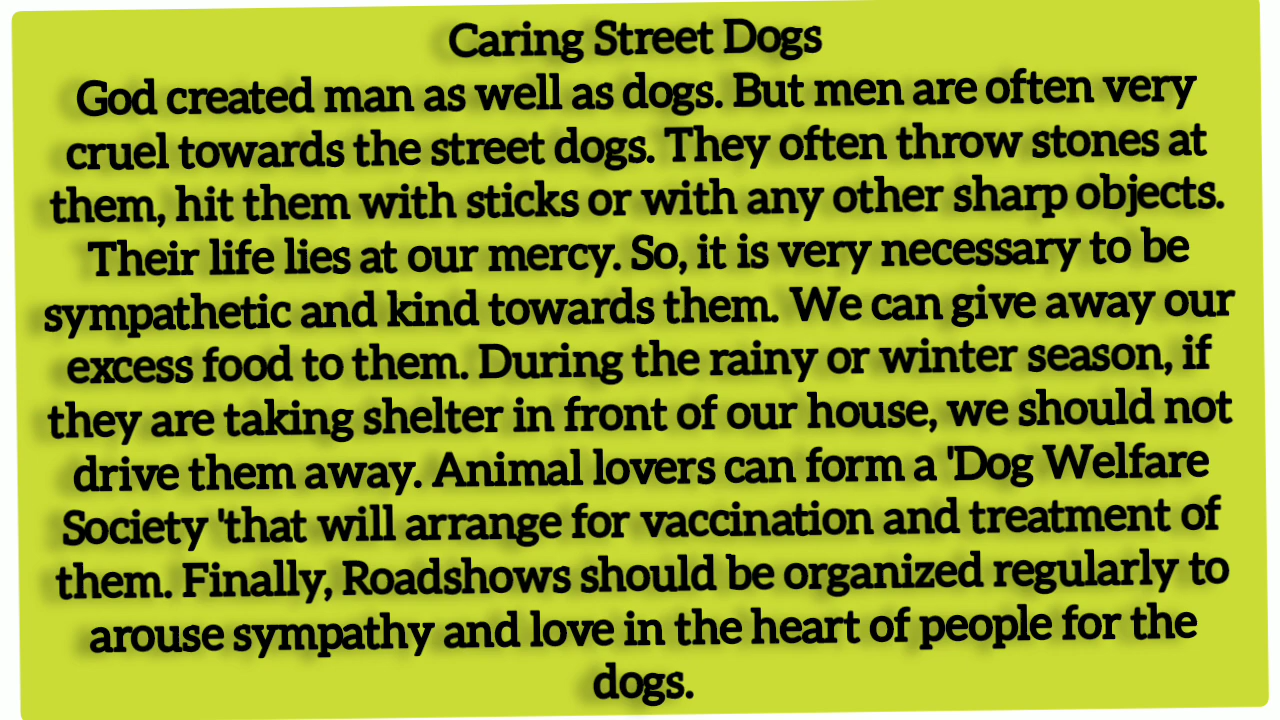 Caring Street Dogs
God created man as well as dogs. But men are often very
cruel towards the street dogs. They often throw stones at
them, hit them with sticks or with any other sharp objects.
Their life lies at our mercy. So, it is very necessary to be
sympathetic and kind towards them. We can give away our
excess food to them. During the rainy or winter season, if
they are taking shelter in front of our house, we should not
drive them away. Animal lovers can form a 'Dog Welfare
Society 'that will arrange for vaccination and treatment of
them. Finally, Roadshows should be organized regularly to
arouse sympathy and love in the heart of people for the
dogs.